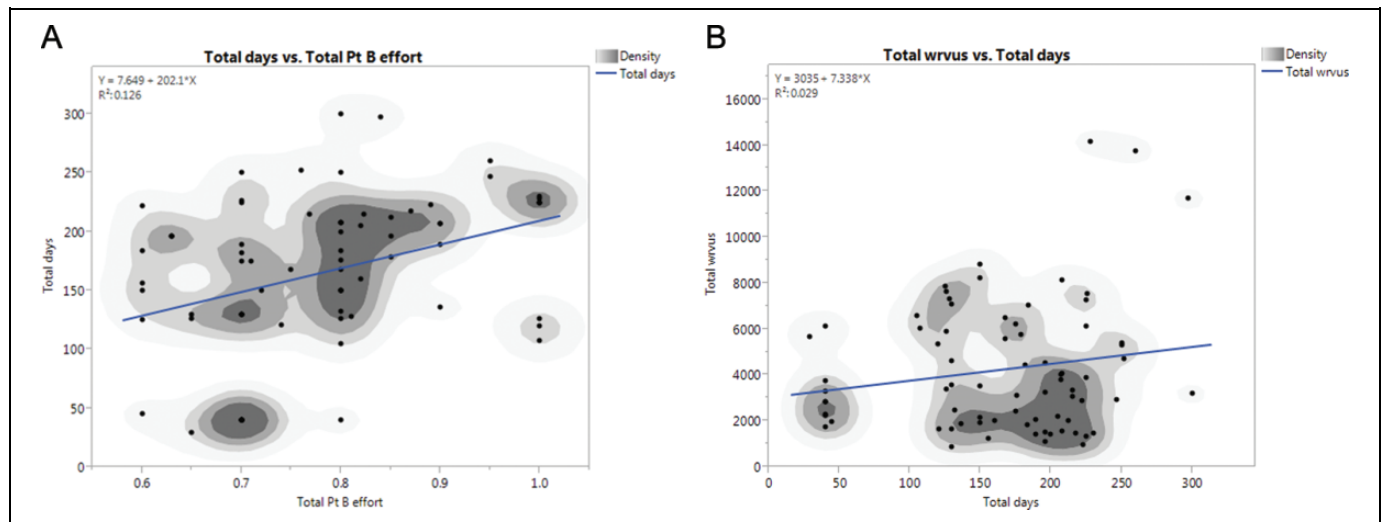 A
Total days vs. Total Pt B effort
Density
Total days
Y = 7.649 + 202.1*X
R²: 0.126
300
250
200
150
100
50
0
Total days
0.6 0.7 0.8 0.9 1.0
Total Pt B effort
B
Total wrvus vs. Total days
Density
Total wrvus
Y = 3035 + 7.338*X
R²: 0.029
16000
14000
12000
10000
8000
6000
4000
2000
0
Total wrvus
0 50 100 150 200 250 300
Total days